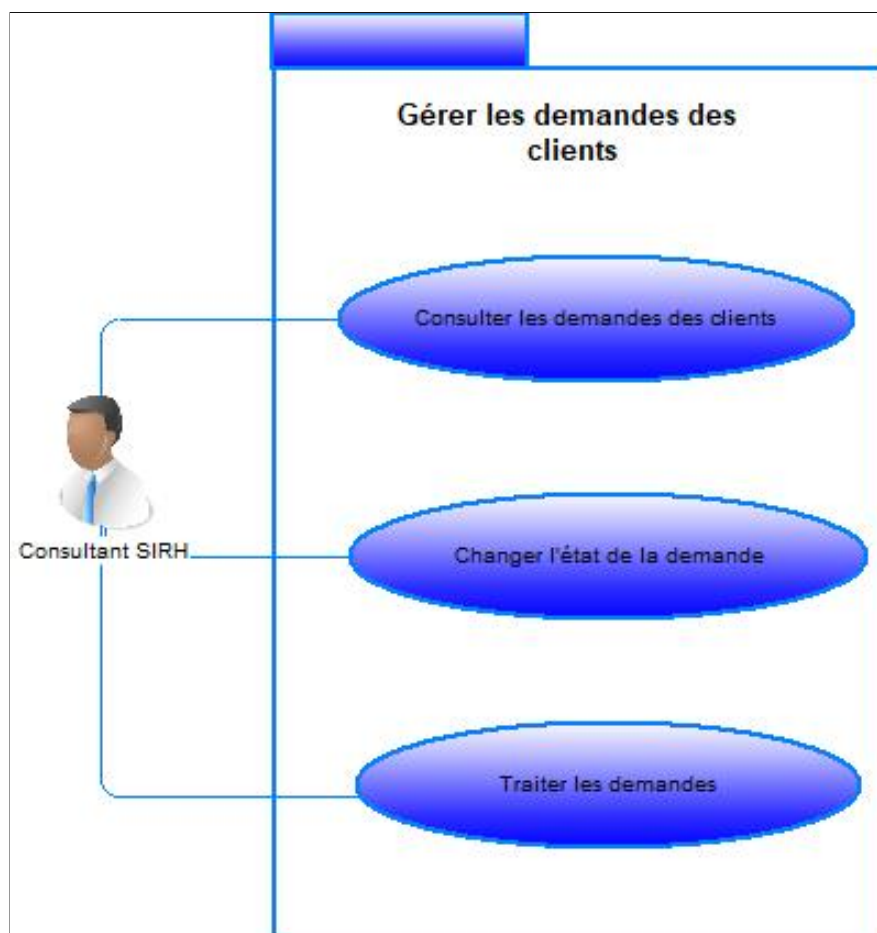 Gérer les demandes des
clients
Consulter les demandes des clients
Consultant SIRH
Changer l'état de la demande
Traiter les demandes